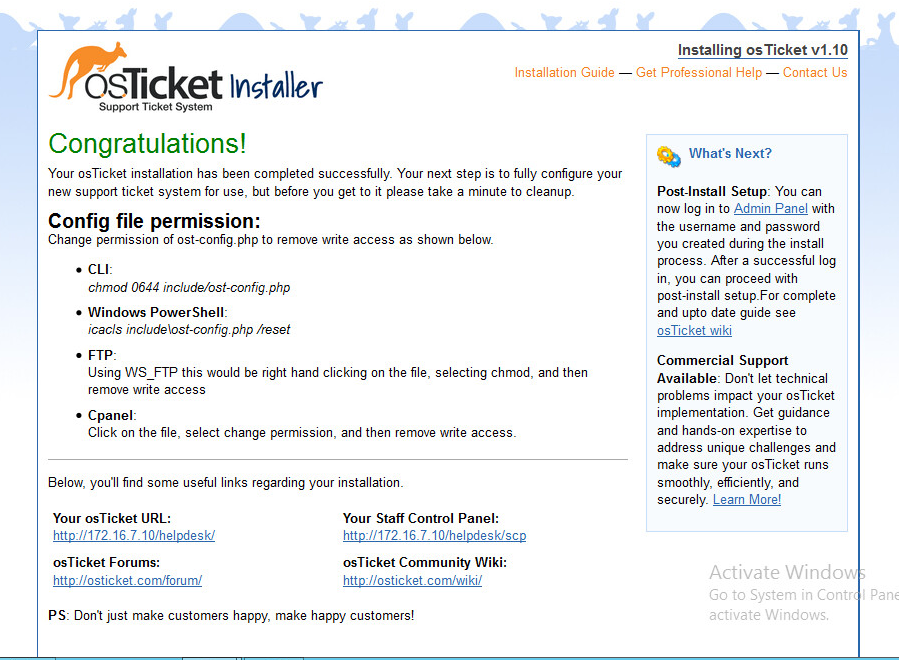 osTicket Installer
Support Ticket System
Installing osTicket v1.10
Installation Guide — Get Professional Help — Contact Us
Congratulations!
Your osTicket installation has been completed successfully. Your next step is to fully configure your
new support ticket system for use, but before you get to it please take a minute to cleanup.
Config file permission:
Change permission of ost-config.php to remove write access as shown below.
• CLI:
chmod 0644 include/ost-config.php
• Windows PowerShell:
icacls include\ost-config.php /reset
• FTP:
Using WS_FTP this would be right hand clicking on the file, selecting chmod, and then
remove write access
• Cpanel:
Click on the file, select change permission, and then remove write access.
Below, you'll find some useful links regarding your installation.
Your osTicket URL:
http://172.16.7.10/helpdesk/
Your Staff Control Panel:
http://172.16.7.10/helpdesk/scp
osTicket Forums:
http://osticket.com/forum/
osTicket Community Wiki:
http://osticket.com/wiki/
PS: Don't just make customers happy, make happy customers!
What's Next?
Post-Install Setup: You can
now log in to Admin Panel with
the username and password
you created during the install
process. After a successful log
in, you can proceed with
post-install setup.For complete
and upto date guide see
osTicket wiki
Commercial Support
Available: Don't let technical
problems impact your osTicket
implementation. Get guidance
and hands-on expertise to
address unique challenges and
make sure your osTicket runs
smoothly, efficiently, and
securely. Learn More!
Activate Windows
Go to System in Control Pane
activate Windows.